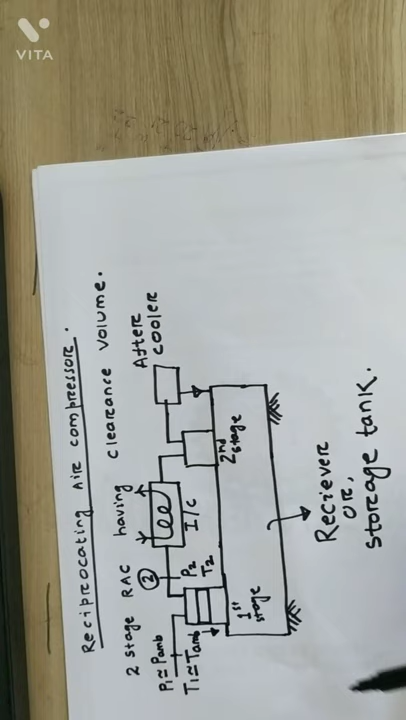 VITA
Reciprocating Air compressor.
2 stage RAC having clearance volume.
After
cooler
I/C
②
P₁ ≃ Pamb
T₁ ≃ Tamb
P₂
T₂
1st
stage
2nd
stage
Reciever
or,
storage tank.